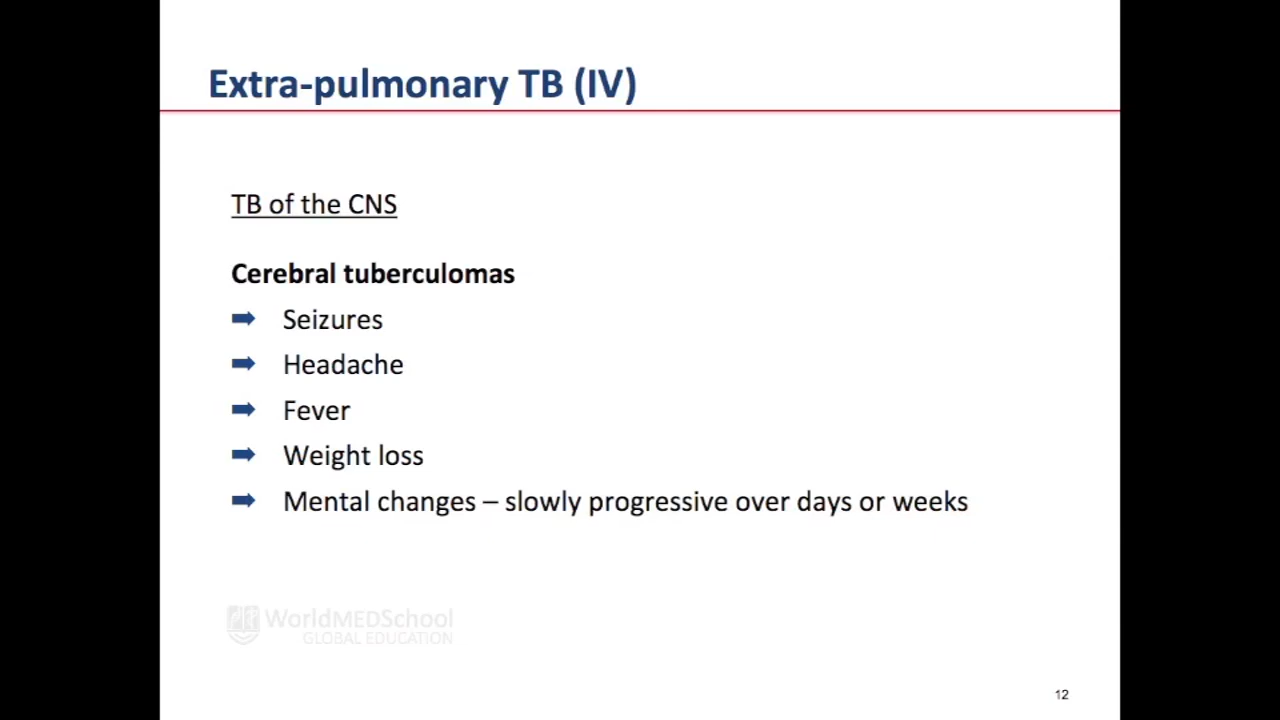 Extra-pulmonary TB (IV)
TB of the CNS
Cerebral tuberculomas
Seizures
Headache
Fever
Weight loss
Mental changes – slowly progressive over days or weeks
WorldMEDSchool
GLOBAL EDUCATION
12